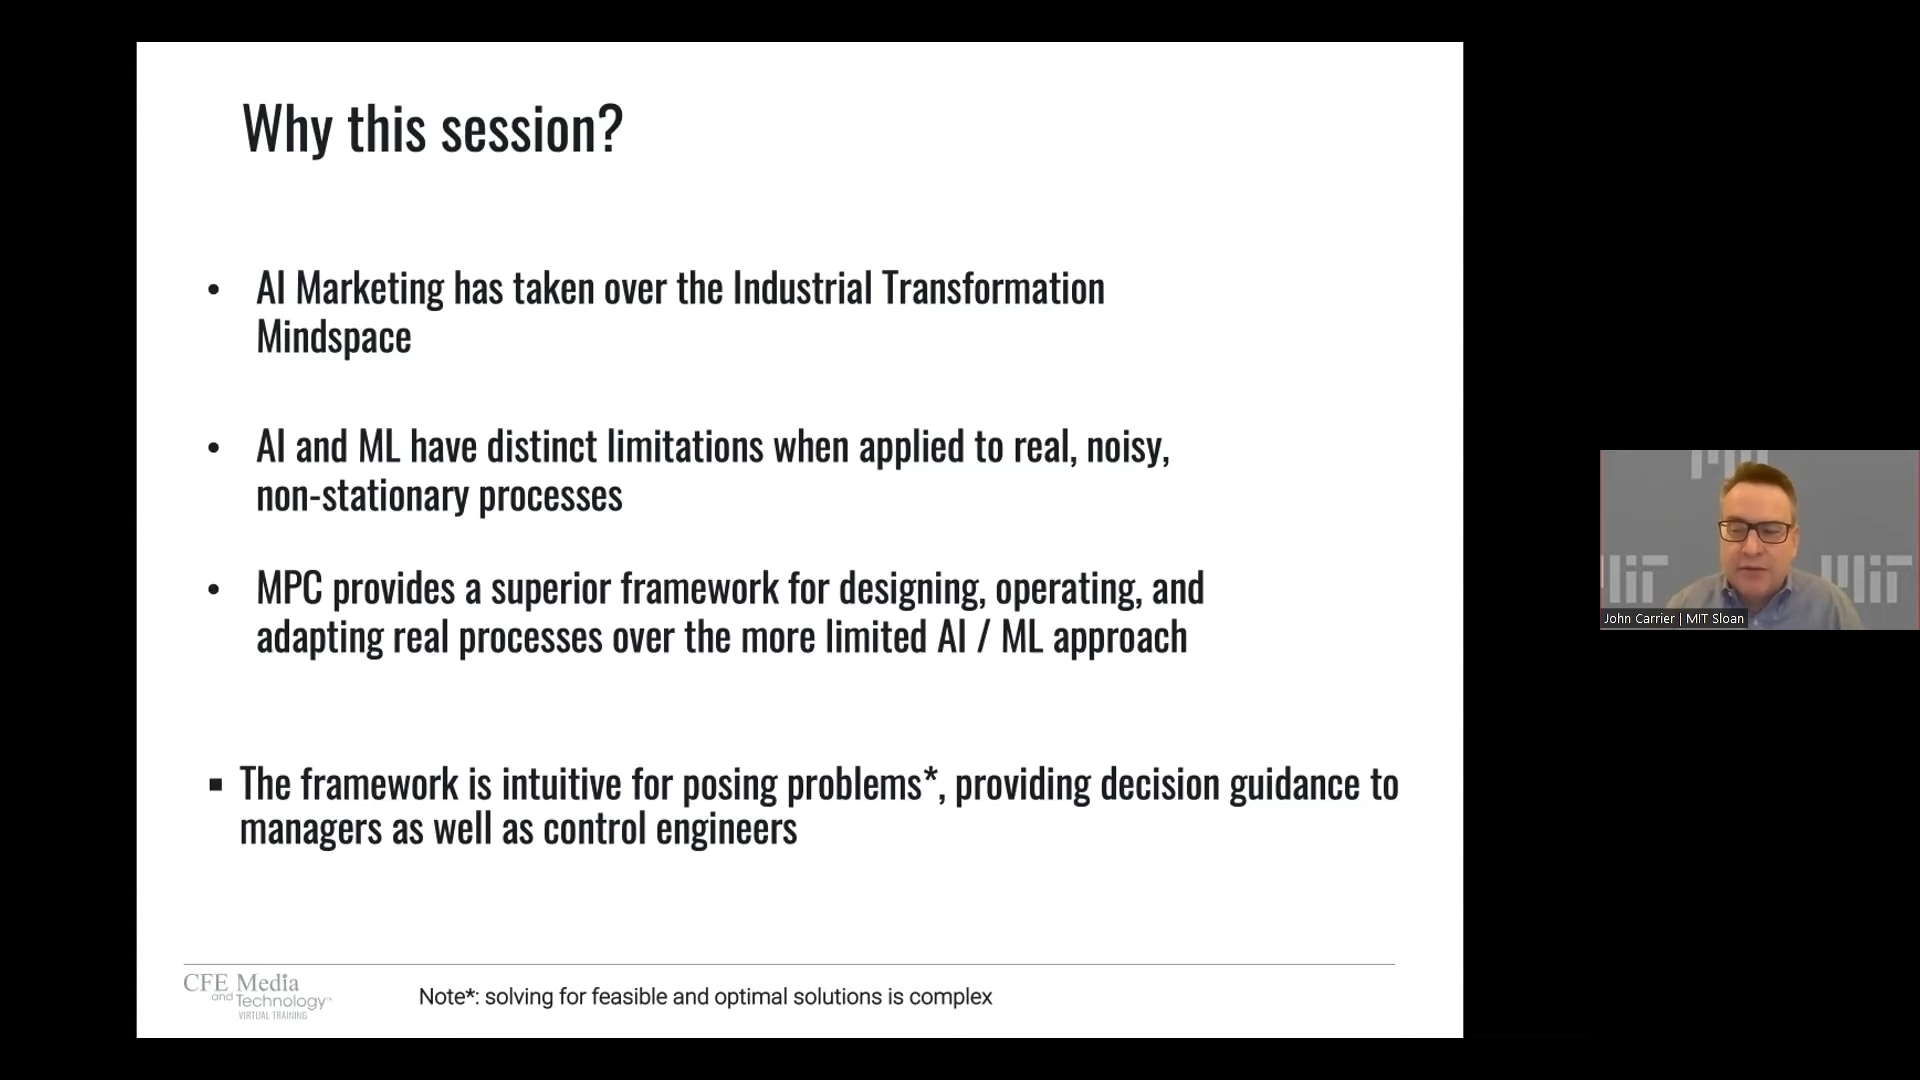 Why this session?
• AI Marketing has taken over the Industrial Transformation
Mindspace
• AI and ML have distinct limitations when applied to real, noisy,
non-stationary processes
• MPC provides a superior framework for designing, operating, and
adapting real processes over the more limited AI / ML approach
▪ The framework is intuitive for posing problems*, providing decision guidance to
managers as well as control engineers
CFE Media
and Technology™
VIRTUAL TRAINING
Note*: solving for feasible and optimal solutions is complex
MIT
MIT
John Carrier | MIT Sloan